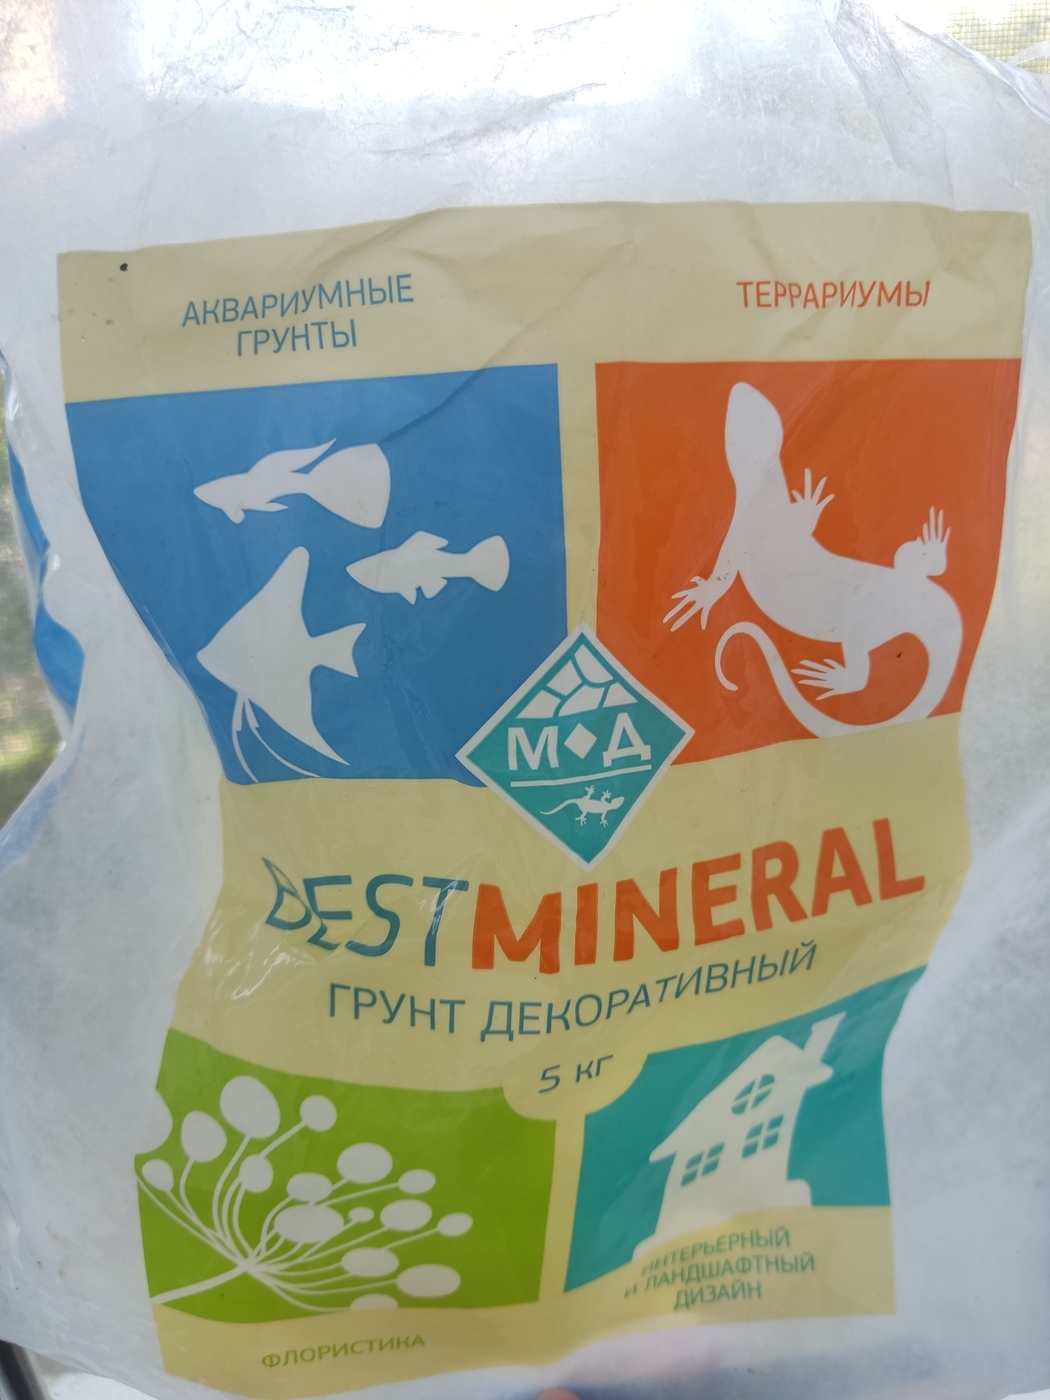 АКВАРИУМНЫЕ
ГРУНТЫ
ТЕРРАРИУМЫ
М Д
BESTMINERAL
ГРУНТ ДЕКОРАТИВНЫЙ
5 КГ
ФЛОРИСТИКА
ИНТЕРЬЕРНЫЙ
И ЛАНДШАФТНЫЙ
ДИЗАЙН